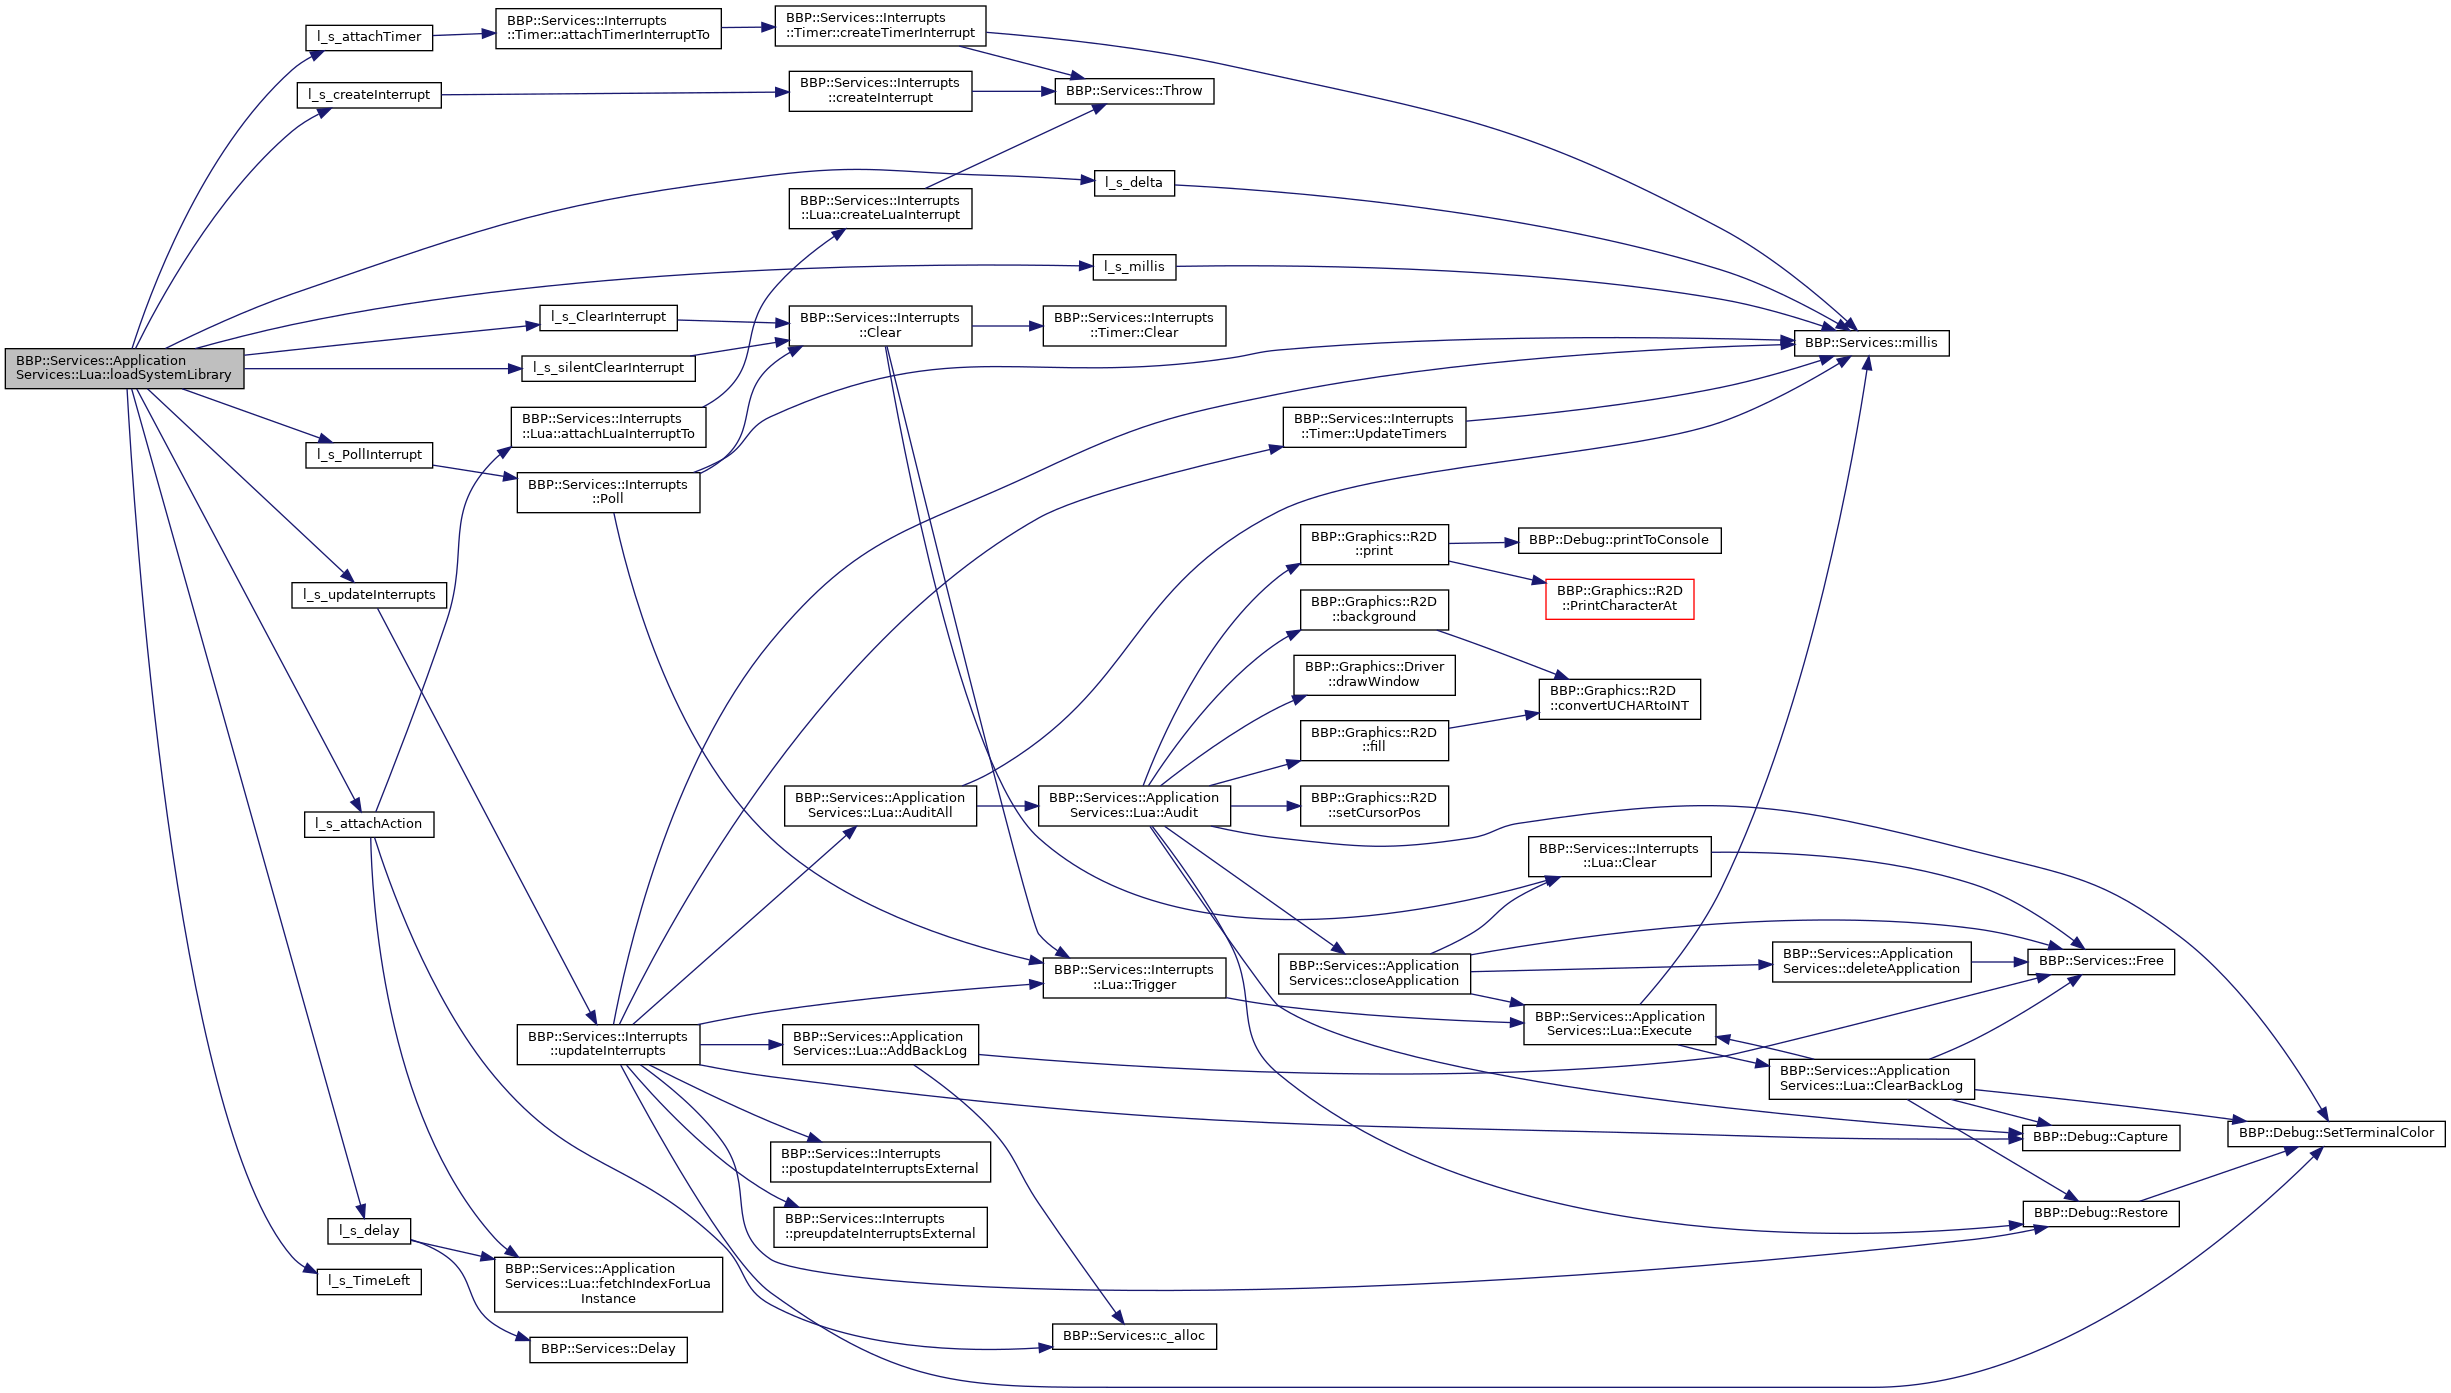 BBP::Services::Application
Services::Lua::loadSystemLibrary
l_s_attachTimer
BBP::Services::Interrupts
::Timer::attachTimerInterruptTo
BBP::Services::Interrupts
::Timer::createTimerInterrupt
l_s_createInterrupt
BBP::Services::Interrupts
::createInterrupt
BBP::Services::Throw
l_s_delta
BBP::Services::Interrupts
::Lua::createLuaInterrupt
l_s_millis
l_s_ClearInterrupt
BBP::Services::Interrupts
::Clear
BBP::Services::Interrupts
::Timer::Clear
BBP::Services::millis
l_s_silentClearInterrupt
BBP::Services::Interrupts
::Lua::attachLuaInterruptTo
BBP::Services::Interrupts
::Timer::UpdateTimers
l_s_PollInterrupt
BBP::Services::Interrupts
::Poll
BBP::Graphics::R2D
::print
BBP::Debug::printToConsole
BBP::Graphics::R2D
::PrintCharacterAt
l_s_updateInterrupts
BBP::Graphics::R2D
::background
BBP::Graphics::Driver
::drawWindow
BBP::Graphics::R2D
::convertUCHARtoINT
BBP::Graphics::R2D
::fill
l_s_attachAction
BBP::Services::Application
Services::Lua::AuditAll
BBP::Services::Application
Services::Lua::Audit
BBP::Graphics::R2D
::setCursorPos
BBP::Services::Interrupts
::Lua::Clear
BBP::Services::Interrupts
::Lua::Trigger
BBP::Services::Application
Services::closeApplication
BBP::Services::Application
Services::deleteApplication
BBP::Services::Free
BBP::Services::Interrupts
::updateInterrupts
BBP::Services::Application
Services::Lua::AddBackLog
BBP::Services::Application
Services::Lua::Execute
BBP::Services::Application
Services::Lua::ClearBackLog
BBP::Debug::Capture
BBP::Debug::SetTerminalColor
BBP::Services::Interrupts
::postupdateInterruptsExternal
BBP::Services::Interrupts
::preupdateInterruptsExternal
BBP::Debug::Restore
l_s_delay
l_s_TimeLeft
BBP::Services::Application
Services::Lua::fetchIndexForLua
Instance
BBP::Services::Delay
BBP::Services::c_alloc